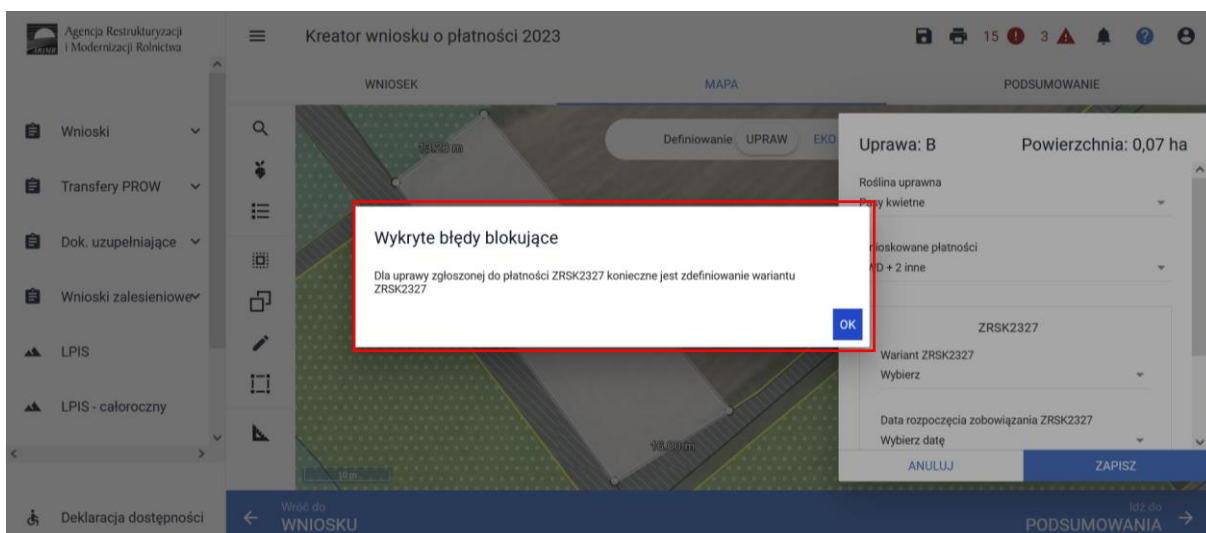 Agencja Restrukturyzacji
i Modernizacji Rolnictwa
Kreator wniosku o płatności 2023
15
3
WNIOSEK
MAPA
PODSUMOWANIE
Wnioski
Transfery PROW
Dok. uzupełniające
Wnioski zalesieniowe
LPIS
LPIS - całoroczny
Deklaracja dostępności
Definiowanie UPRAW EKO
Uprawa: B
Powierzchnia: 0,07 ha
Roślina uprawna
Pasy kwietne
płatności
+ 2 inne
ZRSK2327
Wariant ZRSK2327
Wybierz
Data rozpoczęcia zobowiązania ZRSK2327
Wybierz datę
ANULUJ
ZAPISZ
Wykryte błędy blokujące
Dla uprawy zgłoszonej do płatności ZRSK2327 konieczne jest zdefiniowanie wariantu
ZRSK2327
OK
10 m
Wróć do
WNIOSKU
Idź do
PODSUMOWANIA